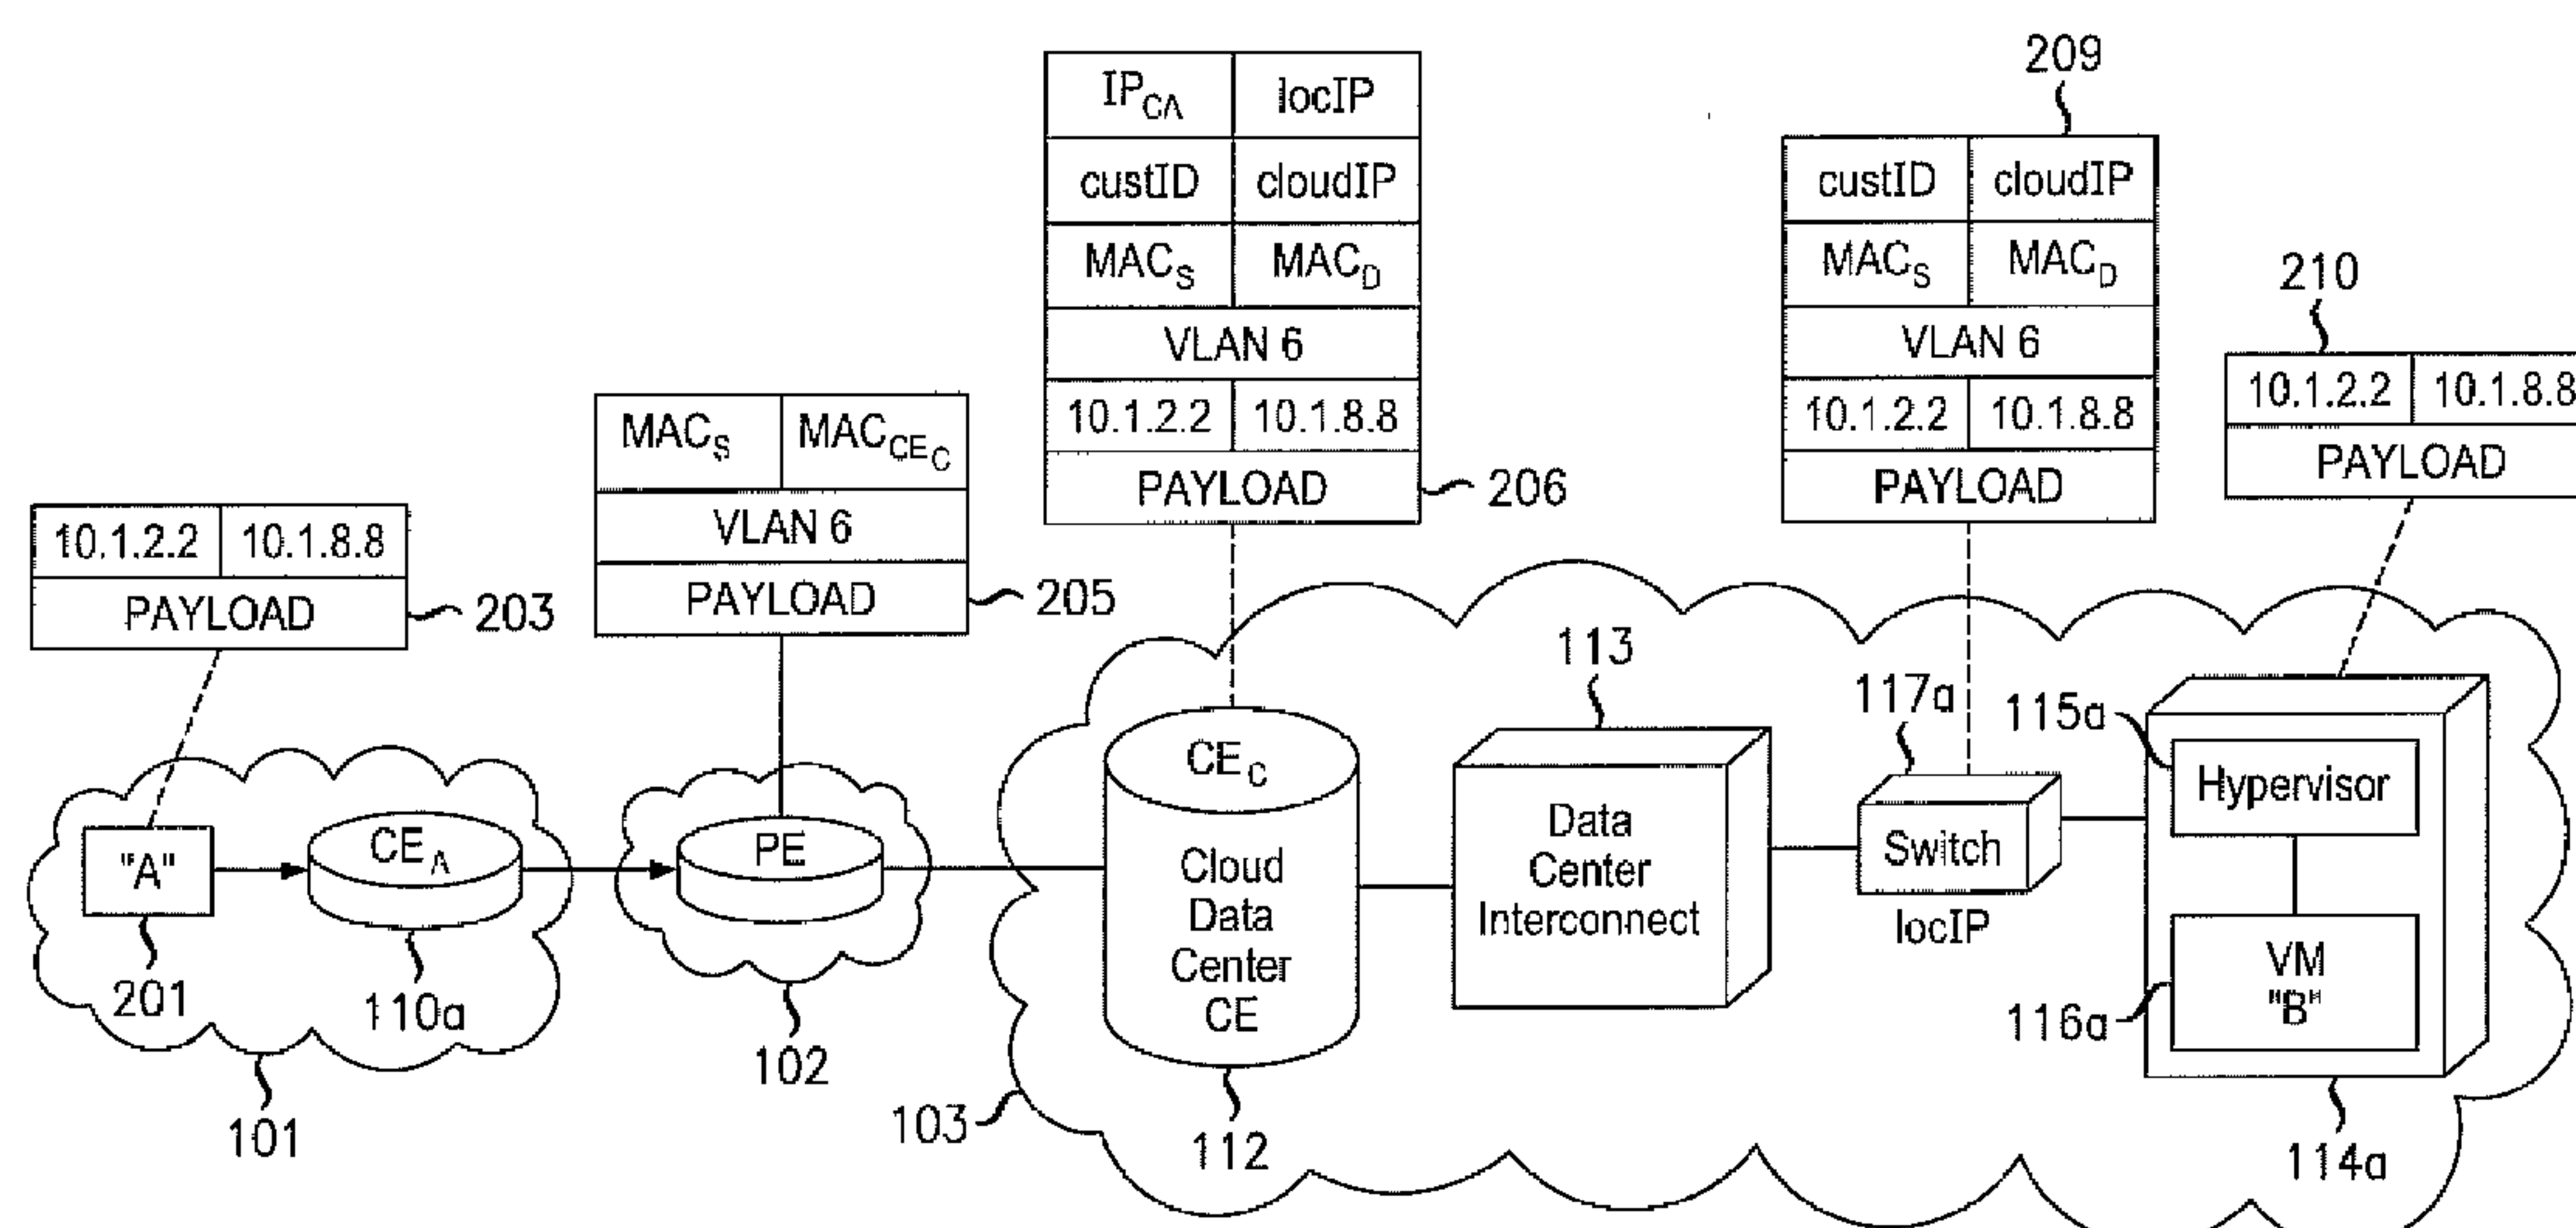 209
IP_CA locIP
custID cloudIP
MAC_S MAC_D
VLAN 6
10.1.2.2 10.1.8.8
PAYLOAD
206
custID cloudIP
MAC_S MAC_D
VLAN 6
10.1.2.2 10.1.8.8
PAYLOAD
210
10.1.2.2 10.1.8.8
PAYLOAD
MAC_S MAC_CE_C
VLAN 6
PAYLOAD
205
10.1.2.2 10.1.8.8
PAYLOAD
203
"A"
201
CE_A
110a
101
PE
102
CE_C
Cloud
Data
Center
CE
112
103
113
Data
Center
Interconnect
117a
Switch
locIP
115a
Hypervisor
VM
"B"
116a
114a